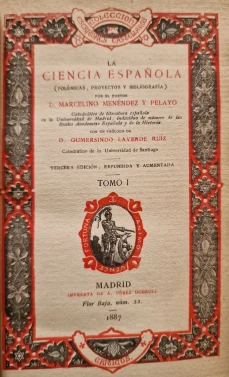 COLECCION
LA
CIENCIA ESPAÑOLA
(POLÉMICAS, PROYECTOS Y BIBLIOGRAFÍA)
POR EL DOCTOR
D. MARCELINO MENÉNDEZ Y PELAYO
Catedrático de literatura española
en la Universidad de Madrid, individuo de número de las
Reales Academias Española y de la Historia
CON UN PRÓLOGO DE
D. GUMERSINDO LAVERDE RUIZ
Catedrático de la Universidad de Santiago
TERCERA EDICIÓN, REFUNDIDA Y AUMENTADA
TOMO I
MADRID
IMPRENTA DE A. PÉREZ DUBRULL
Flor Baja, núm. 22.
1887
CRÍTICOS